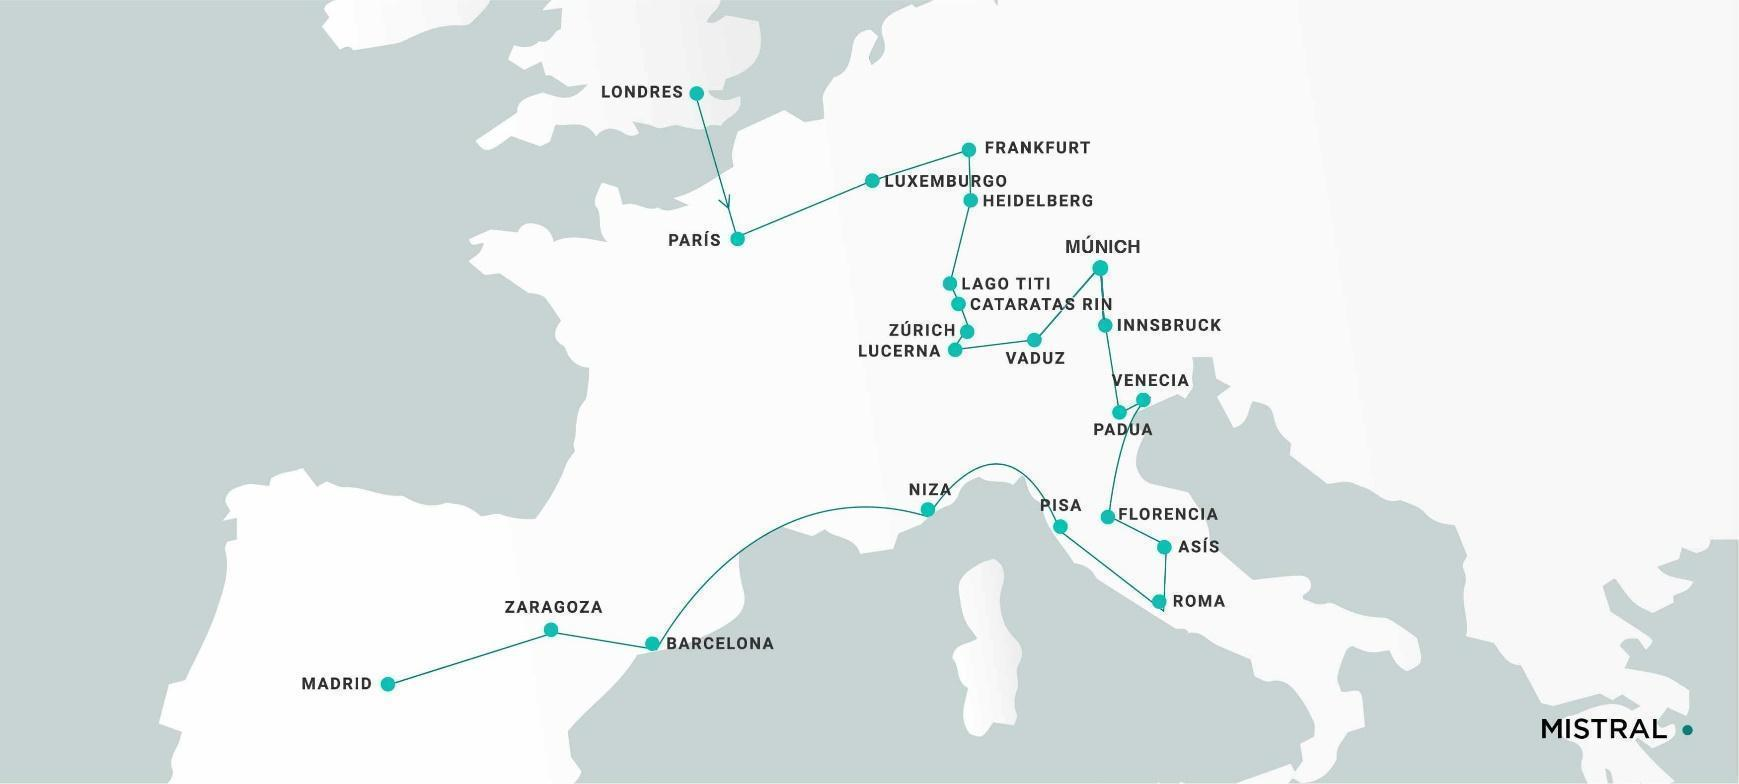 LONDRES
FRANKFURT
LUXEMBURGO
HEIDELBERG
PARÍS
MÚNICH
LAGO TITI
CATARATAS RIN
INNSBRUCK
ZÚRICH
LUCERNA
VADUZ
VENECIA
PADUA
NIZA
PISA
FLORENCIA
ASÍS
ROMA
ZARAGOZA
BARCELONA
MADRID
MISTRAL